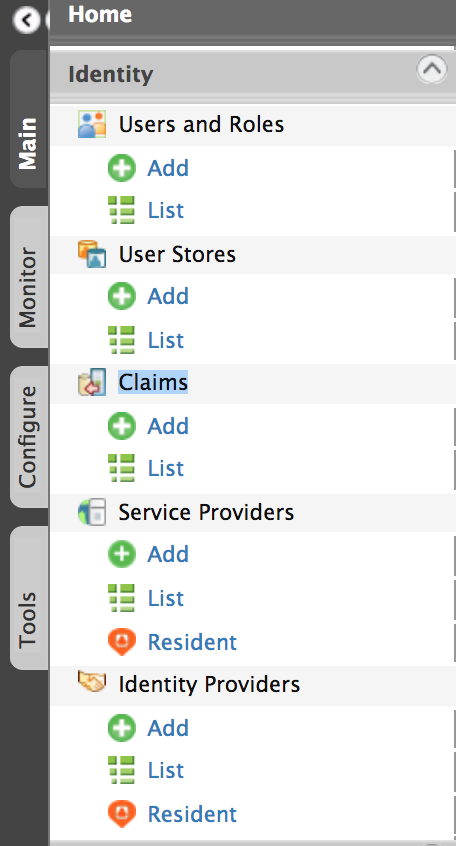 Home
Identity
Users and Roles
Add
List
User Stores
Add
List
Claims
Add
List
Service Providers
Add
List
Resident
Identity Providers
Add
List
Resident
Main
Monitor
Configure
Tools